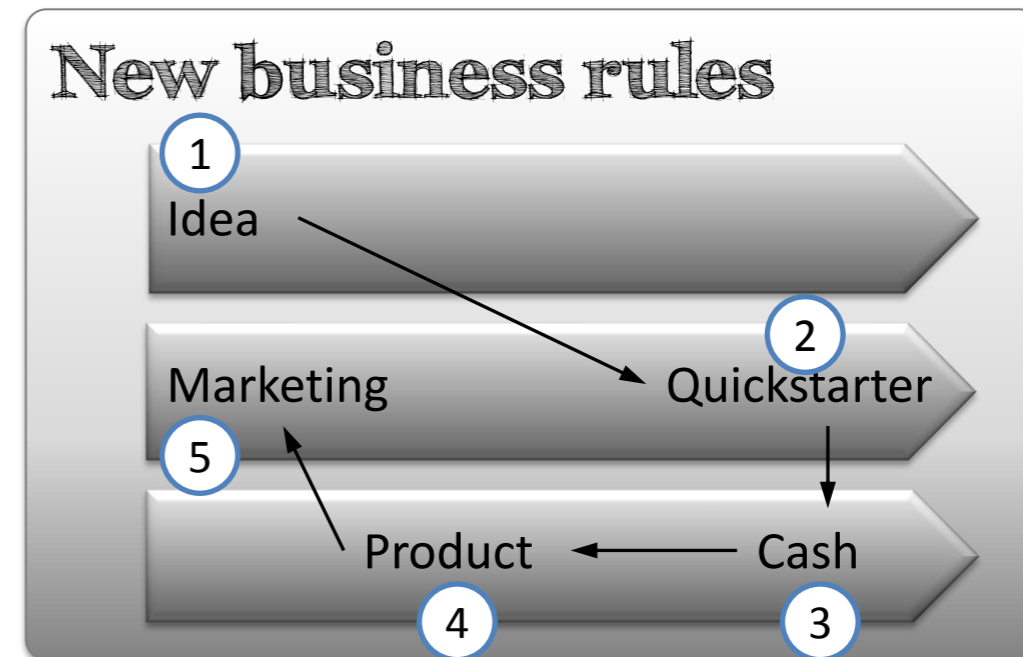 New business rules
1
Idea
2
Marketing Quickstarter
5
Product Cash
4 3